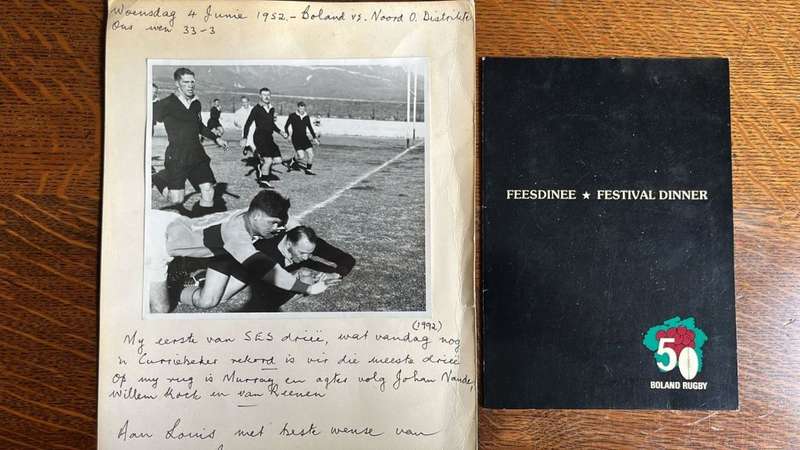 Woensdag 4 Junie 1952 - Boland vs. Noord O. Distrikte
Ons wen 33-3
(1992)
My eerste van SES drieë, wat vandag nog
'n Curriebeker rekord is vir die meeste drieë
Op my rug is Murray en agter volg Johan Naude,
Willem Kock en van Reenen
Aan Louis met beste wense van
FEESDINEE ★ FESTIVAL DINNER
50
BOLAND RUGBY